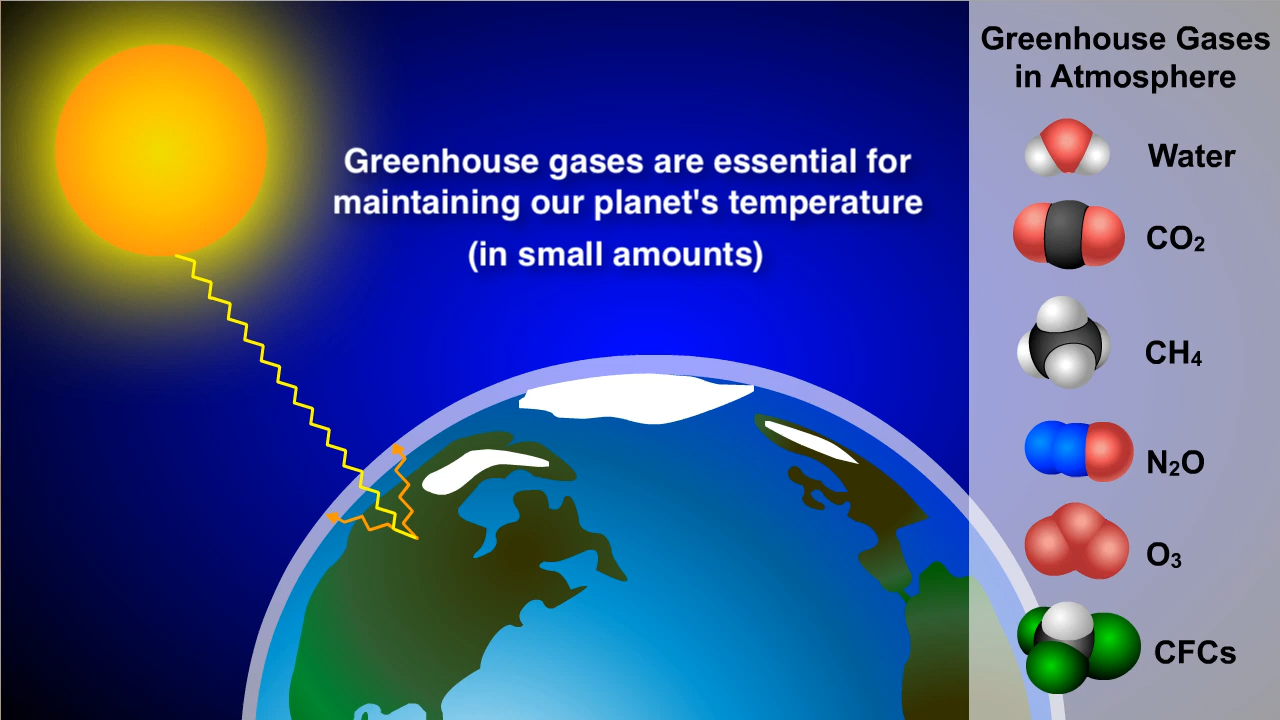 Greenhouse gases are essential for
maintaining our planet's temperature
(in small amounts)
Greenhouse Gases
in Atmosphere
Water
CO₂
CH₄
N₂O
O₃
CFCs